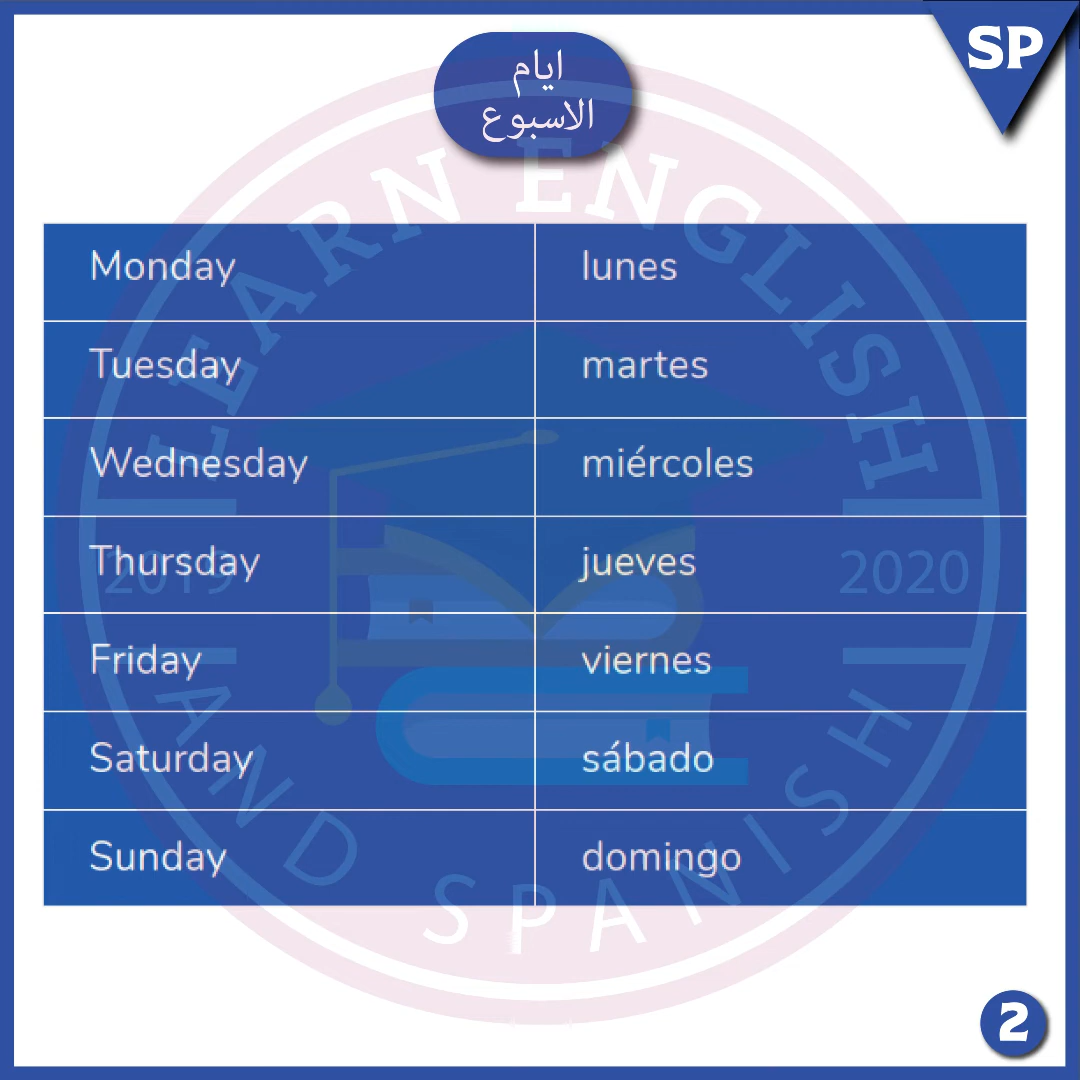 SP
ايام
الاسبوع
LEARN ENGLISH
Monday lunes
Tuesday martes
Wednesday miércoles
2019 2020
Thursday jueves
Friday viernes
Saturday sábado
Sunday domingo
AND SPANISH
2